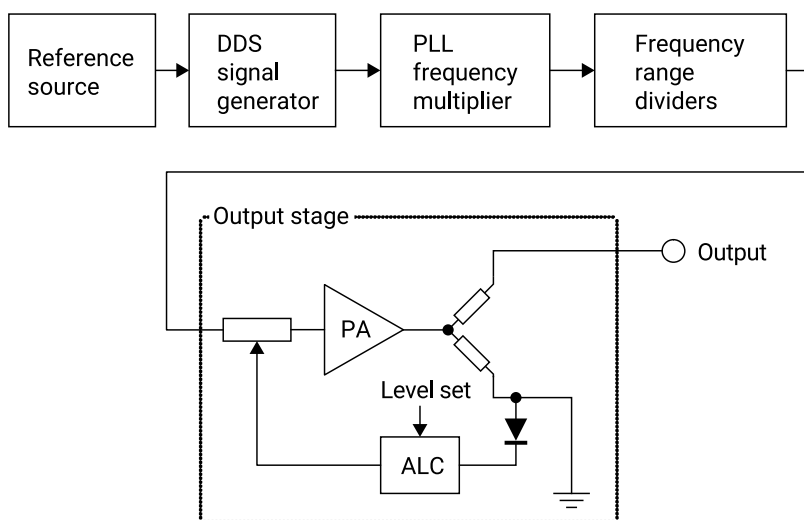 Reference
source
DDS
signal
generator
PLL
frequency
multiplier
Frequency
range
dividers
Output stage
Output
PA
Level set
ALC